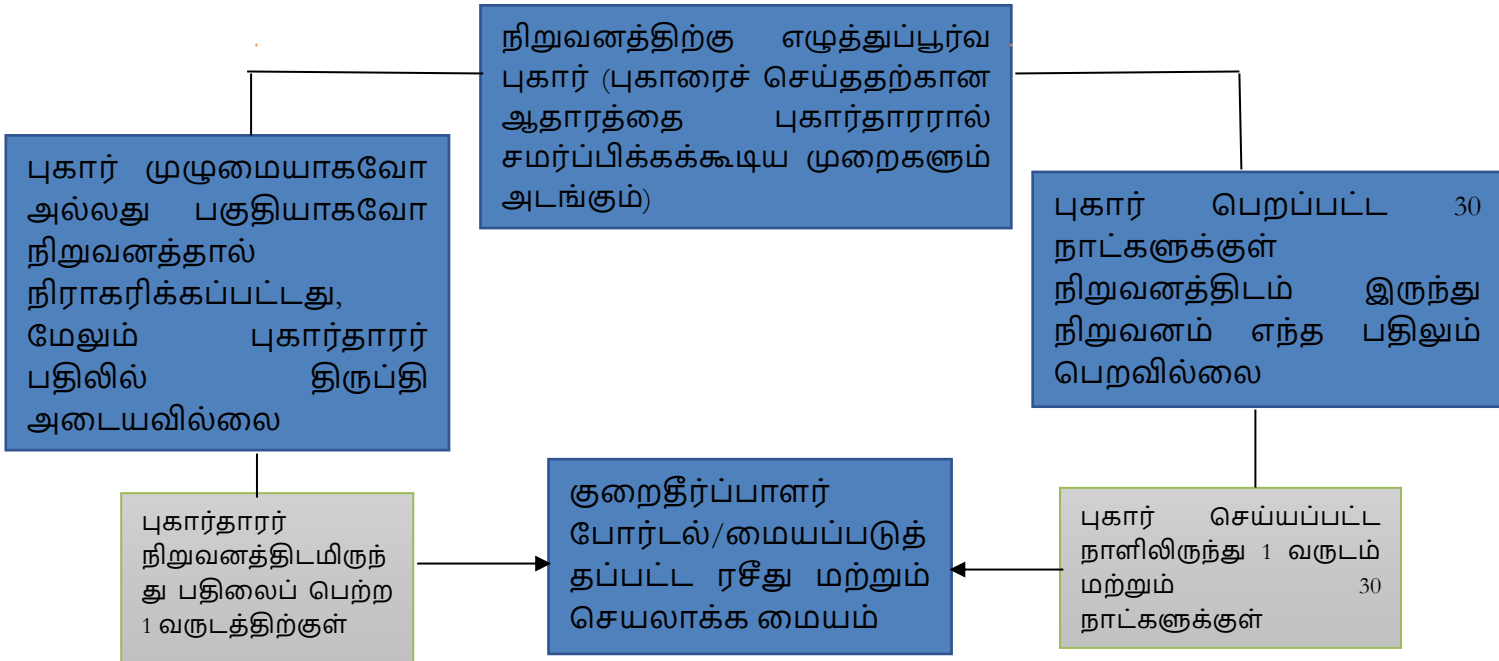 நிறுவனத்திற்கு எழுத்துப்பூர்வ
புகார் (புகாரைச் செய்ததற்கான
ஆதாரத்தை புகார்தாரரால்
சமர்ப்பிக்கக்கூடிய முறைகளும்
அடங்கும்)
புகார் முழுமையாகவோ
அல்லது பகுதியாகவோ
நிறுவனத்தால்
நிராகரிக்கப்பட்டது,
மேலும் புகார்தாரர்
பதிலில் திருப்தி
அடையவில்லை
புகார் பெறப்பட்ட 30
நாட்களுக்குள்
நிறுவனத்திடம் இருந்து
நிறுவனம் எந்த பதிலும்
பெறவில்லை
புகார்தாரர்
நிறுவனத்திடமிருந்
து பதிலைப் பெற்ற
1 வருடத்திற்குள்
குறைதீர்ப்பாளர்
போர்டல்/மையப்படுத்
தப்பட்ட ரசீது மற்றும்
செயலாக்க மையம்
புகார் செய்யப்பட்ட
நாளிலிருந்து 1 வருடம்
மற்றும் 30
நாட்களுக்குள்